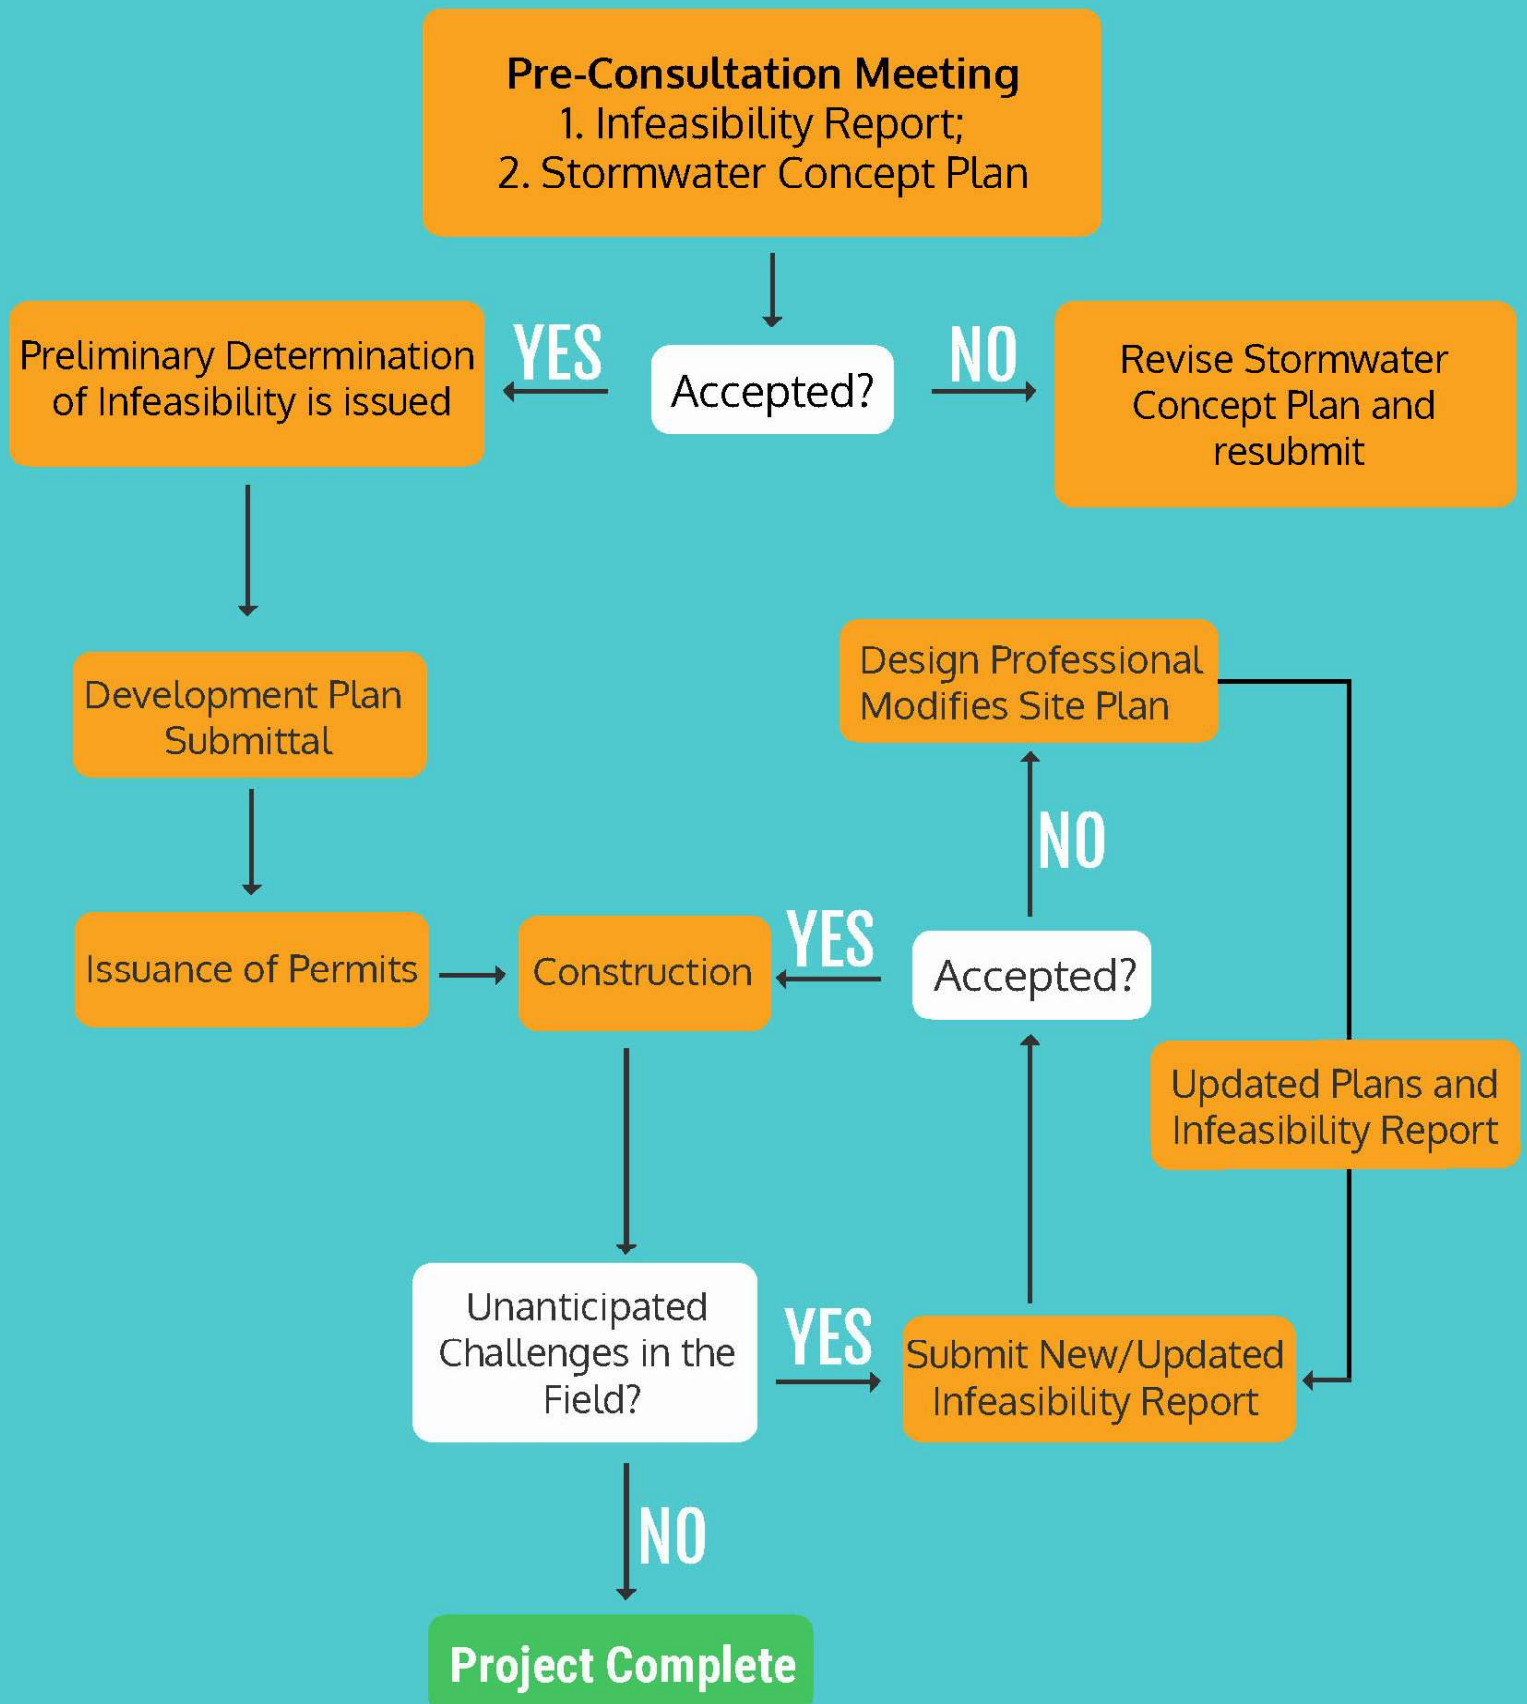 Pre-Consultation Meeting
1. Infeasibility Report;
2. Stormwater Concept Plan
Preliminary Determination
of Infeasibility is issued
YES
Accepted?
NO
Revise Stormwater
Concept Plan and
resubmit
Development Plan
Submittal
Design Professional
Modifies Site Plan
NO
Issuance of Permits
Construction
YES
Accepted?
Updated Plans and
Infeasibility Report
Unanticipated
Challenges in the
Field?
YES
Submit New/Updated
Infeasibility Report
NO
Project Complete